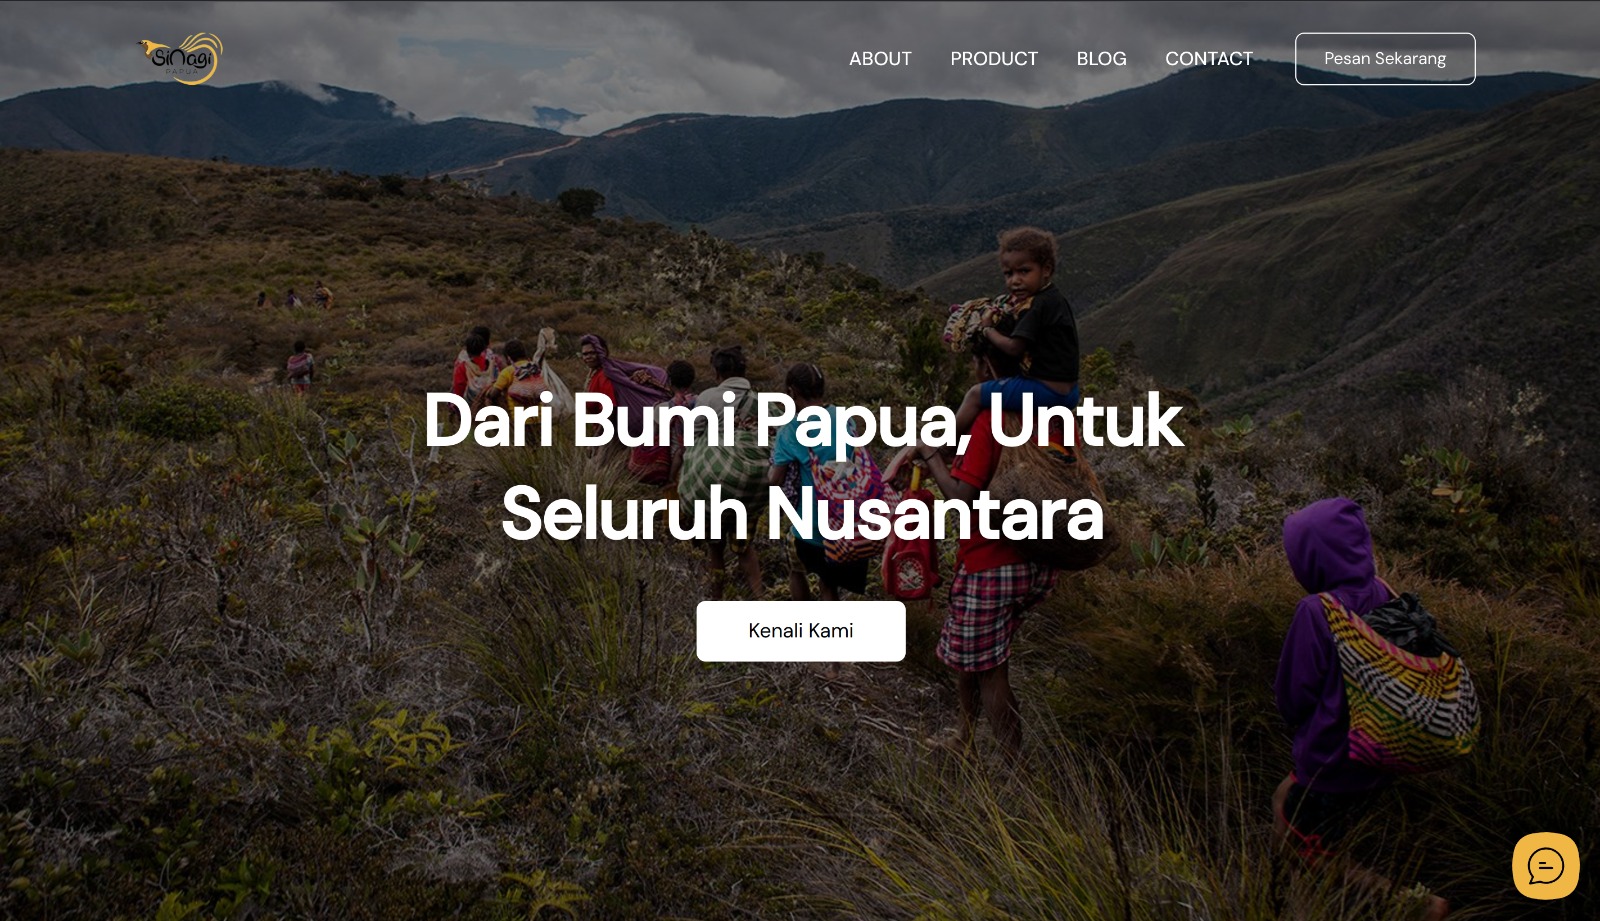 SiNagi
PAPUA
ABOUT
PRODUCT
BLOG
CONTACT
Pesan Sekarang
Dari Bumi Papua, Untuk
Seluruh Nusantara
Kenali Kami